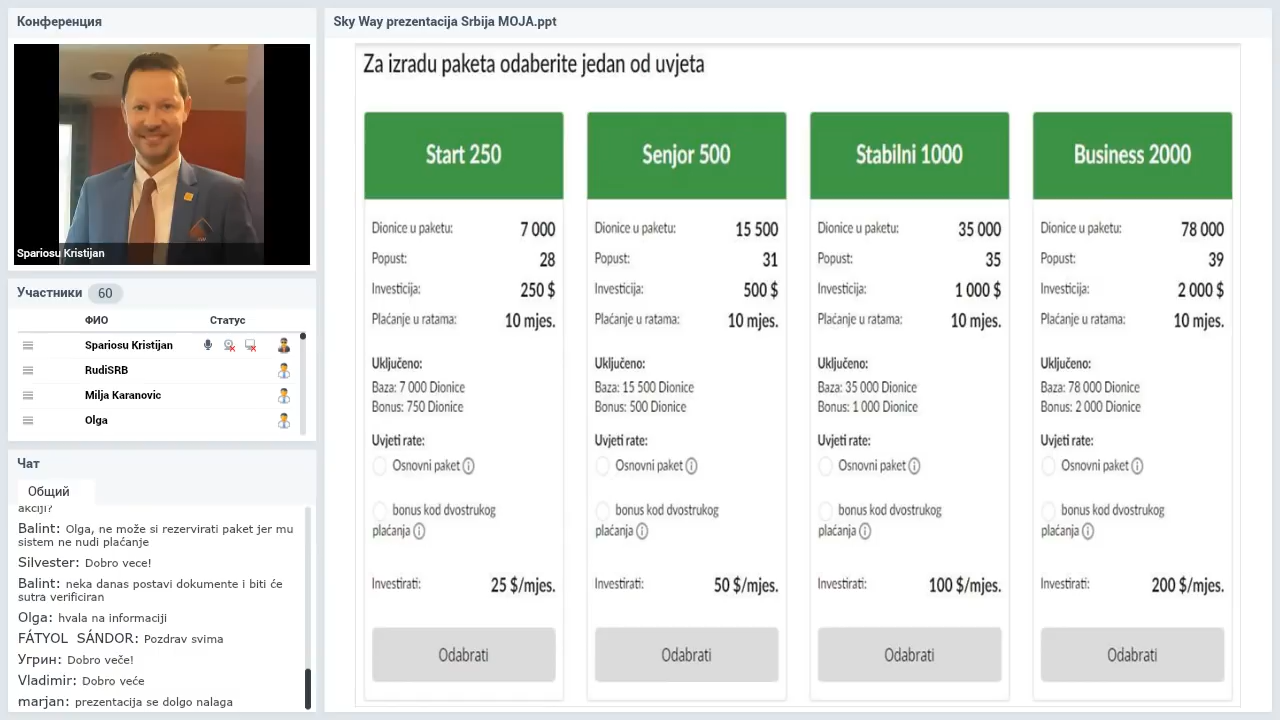 Конференция
Spariosu Kristijan
Участники 60
ФИО Статус
Spariosu Kristijan
RudiSRB
Milja Karanovic
Olga
Чат
Общий
akciji?
Balint: Olga, ne može si rezervirati paket jer mu
sistem ne nudi plaćanje
Silvester: Dobro vece!
Balint: neka danas postavi dokumente i biti će
sutra verificiran
Olga: hvala na informaciji
FÁTYOL SÁNDOR: Pozdrav svima
Угрин: Dobro veče!
Vladimir: Dobro veće
marjan: prezentacija se dolgo nalaga
Sky Way prezentacija Srbija MOJA.ppt
Za izradu paketa odaberite jedan od uvjeta
Start 250
Dionice u paketu: 7 000
Popust: 28
Investicija: 250 $
Plaćanje u ratama: 10 mjes.
Uključeno:
Baza: 7 000 Dionice
Bonus: 750 Dionice
Uvjeti rate:
Osnovni paket
bonus kod dvostrukog
plaćanja
Investirati: 25 $/mjes.
Odabrati
Senjor 500
Dionice u paketu: 15 500
Popust: 31
Investicija: 500 $
Plaćanje u ratama: 10 mjes.
Uključeno:
Baza: 15 500 Dionice
Bonus: 500 Dionice
Uvjeti rate:
Osnovni paket
bonus kod dvostrukog
plaćanja
Investirati: 50 $/mjes.
Odabrati
Stabilni 1000
Dionice u paketu: 35 000
Popust: 35
Investicija: 1 000 $
Plaćanje u ratama: 10 mjes.
Uključeno:
Baza: 35 000 Dionice
Bonus: 1 000 Dionice
Uvjeti rate:
Osnovni paket
bonus kod dvostrukog
plaćanja
Investirati: 100 $/mjes.
Odabrati
Business 2000
Dionice u paketu: 78 000
Popust: 39
Investicija: 2 000 $
Plaćanje u ratama: 10 mjes.
Uključeno:
Baza: 78 000 Dionice
Bonus: 2 000 Dionice
Uvjeti rate:
Osnovni paket
bonus kod dvostrukog
plaćanja
Investirati: 200 $/mjes.
Odabrati